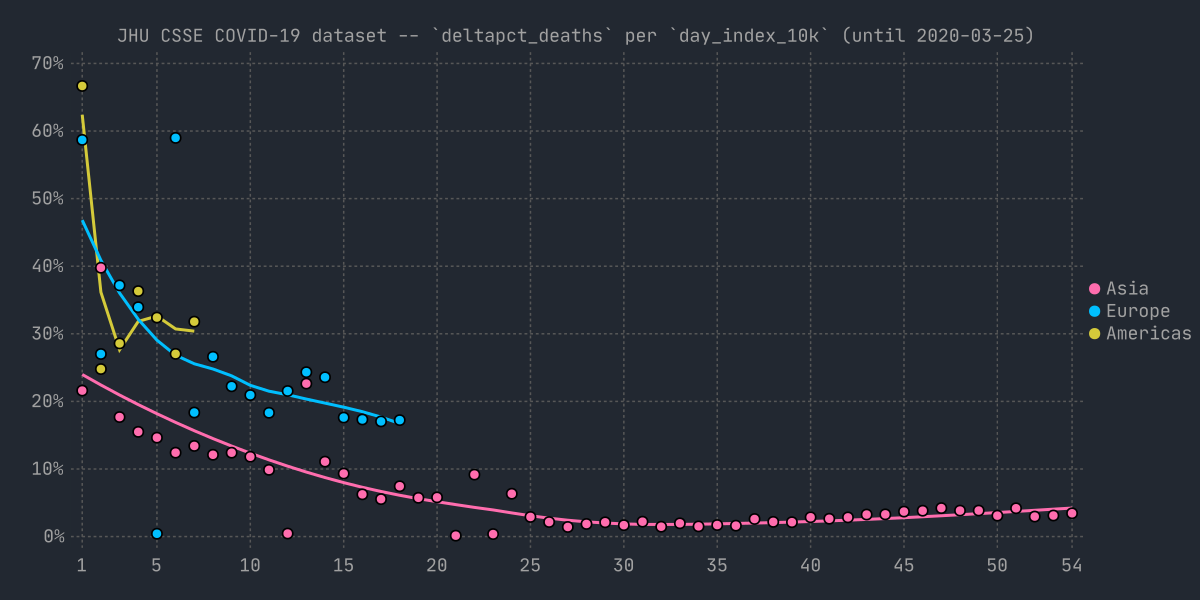 JHU CSSE COVID-19 dataset -- `deltapct_deaths` per `day_index_10k` (until 2020-03-25)
70%
60%
50%
40%
30%
20%
10%
0%
1 5 10 15 20 25 30 35 40 45 50 54
Asia
Europe
Americas